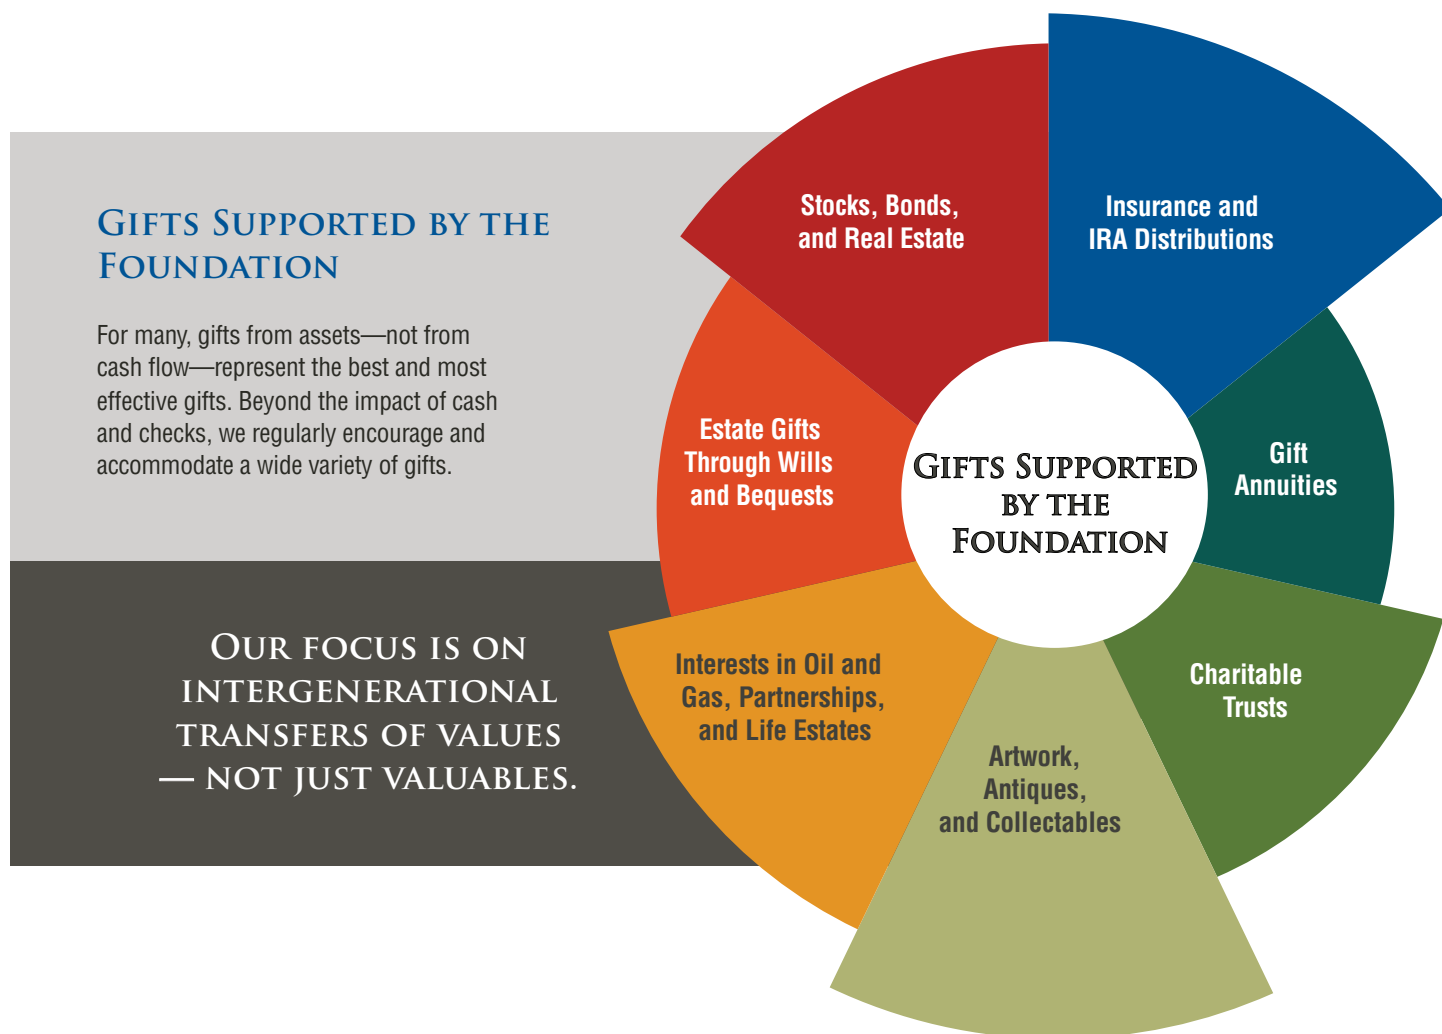 Gifts Supported by the
Foundation
For many, gifts from assets—not from
cash flow—represent the best and most
effective gifts. Beyond the impact of cash
and checks, we regularly encourage and
accommodate a wide variety of gifts.
Our focus is on
intergenerational
transfers of values
— not just valuables.
Stocks, Bonds,
and Real Estate
Insurance and
IRA Distributions
Estate Gifts
Through Wills
and Bequests
Gifts Supported
by the
Foundation
Gift
Annuities
Interests in Oil and
Gas, Partnerships,
and Life Estates
Charitable
Trusts
Artwork,
Antiques,
and Collectables